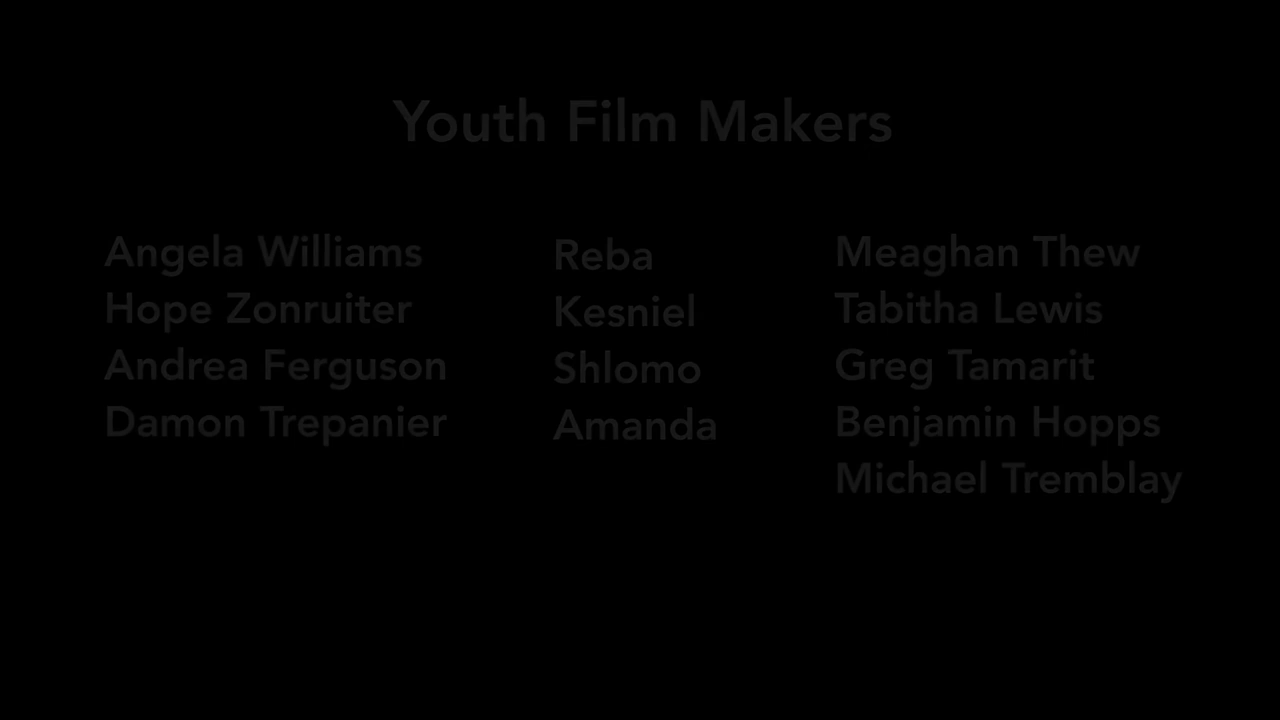 Youth Film Makers
Angela Williams
Hope Zonruiter
Andrea Ferguson
Damon Trepanier
Reba
Kesniel
Shlomo
Amanda
Meaghan Thew
Tabitha Lewis
Greg Tamarit
Benjamin Hopps
Michael Tremblay